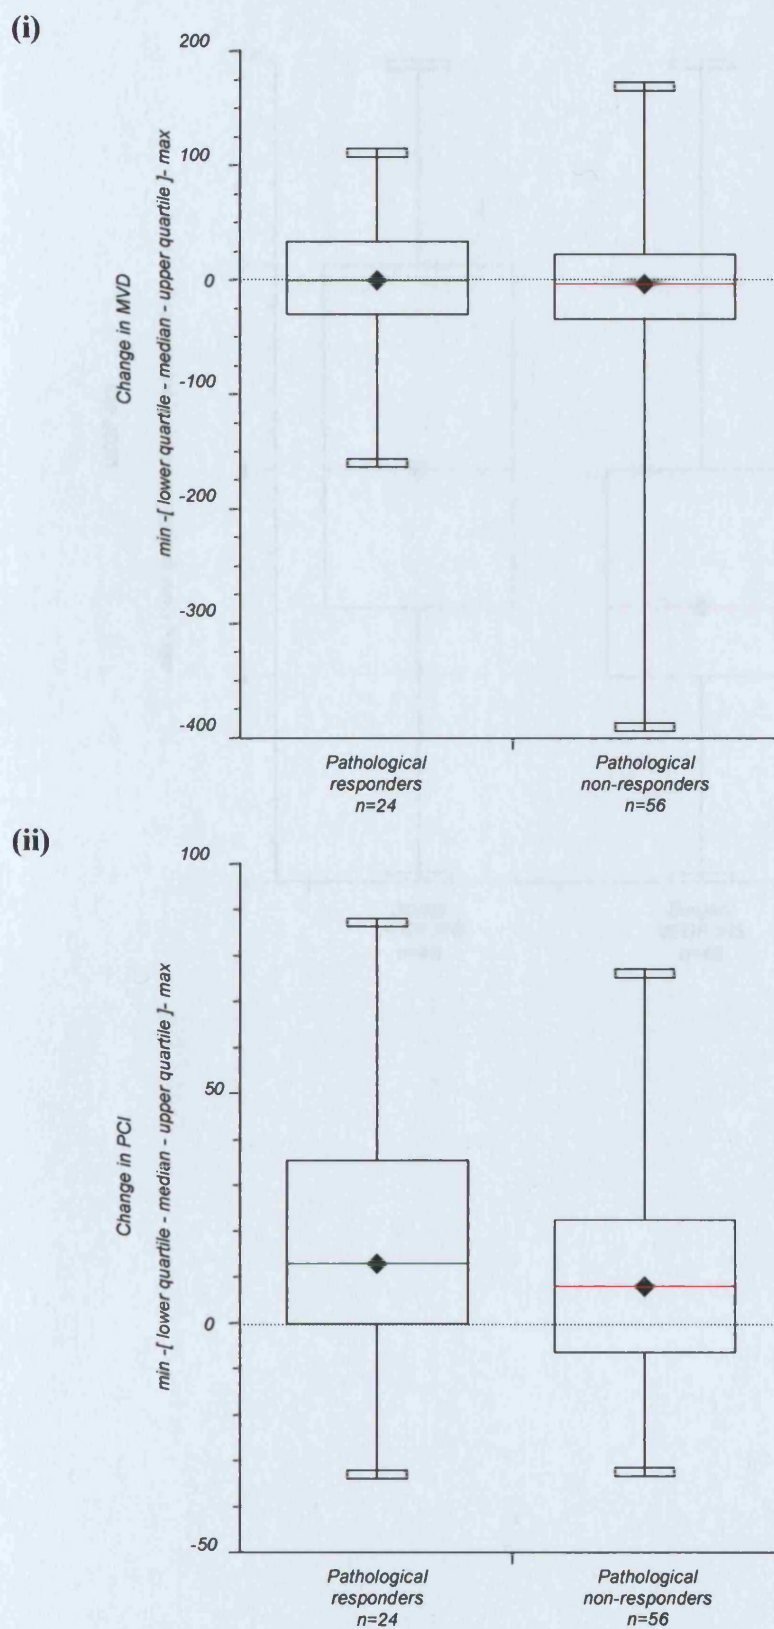 (i)
200
100
0
-100
-200
-300
-400
Change in MVD
min -[ lower quartile - median - upper quartile ]- max
Pathological
responders
n=24
Pathological
non-responders
n=56
(ii)
100
50
0
-50
Change in PCI
min -[ lower quartile - median - upper quartile ]- max
Pathological
responders
n=24
Pathological
non-responders
n=56